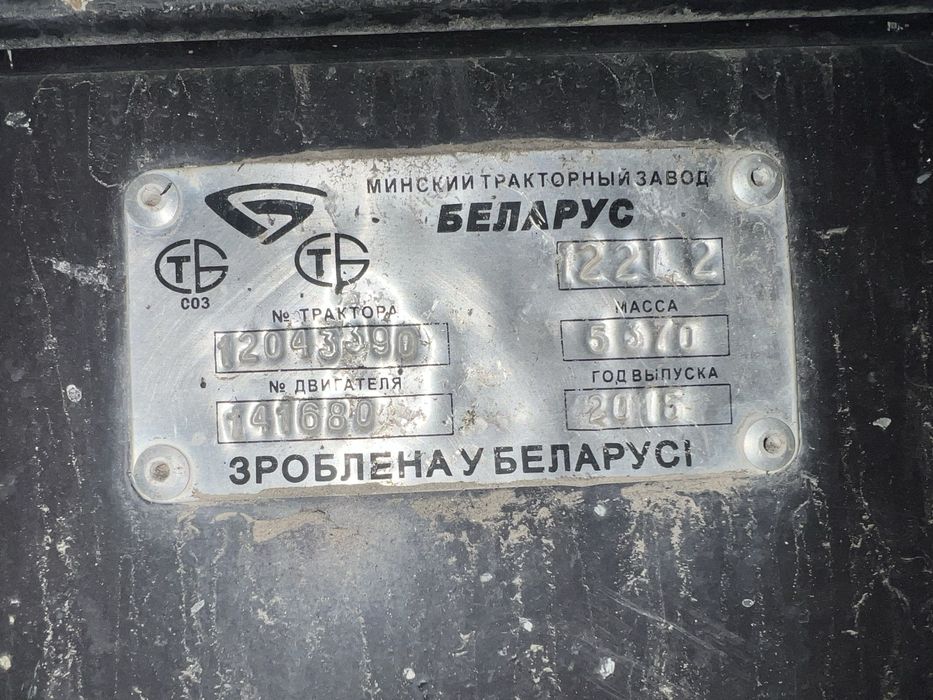 МИНСКИЙ ТРАКТОРНЫЙ ЗАВОД
БЕЛАРУС
ТБ
СОЗ
ТБ
1221.2
№ ТРАКТОРА
12043390
МАССА
5370
№ ДВИГАТЕЛЯ
141680
ГОД ВЫПУСКА
2015
ЗРОБЛЕНА У БЕЛАРУСІ